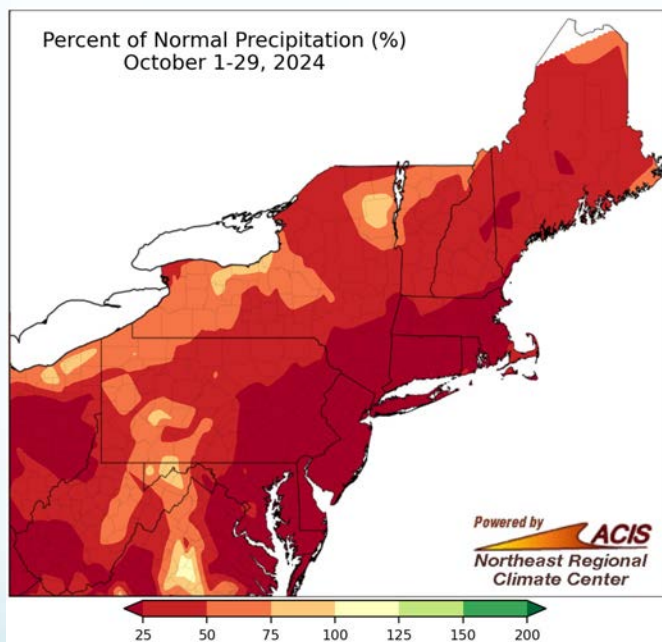 Percent of Normal Precipitation (%)
October 1-29, 2024
Powered by
ACIS
Northeast Regional
Climate Center
25 50 75 100 125 150 200